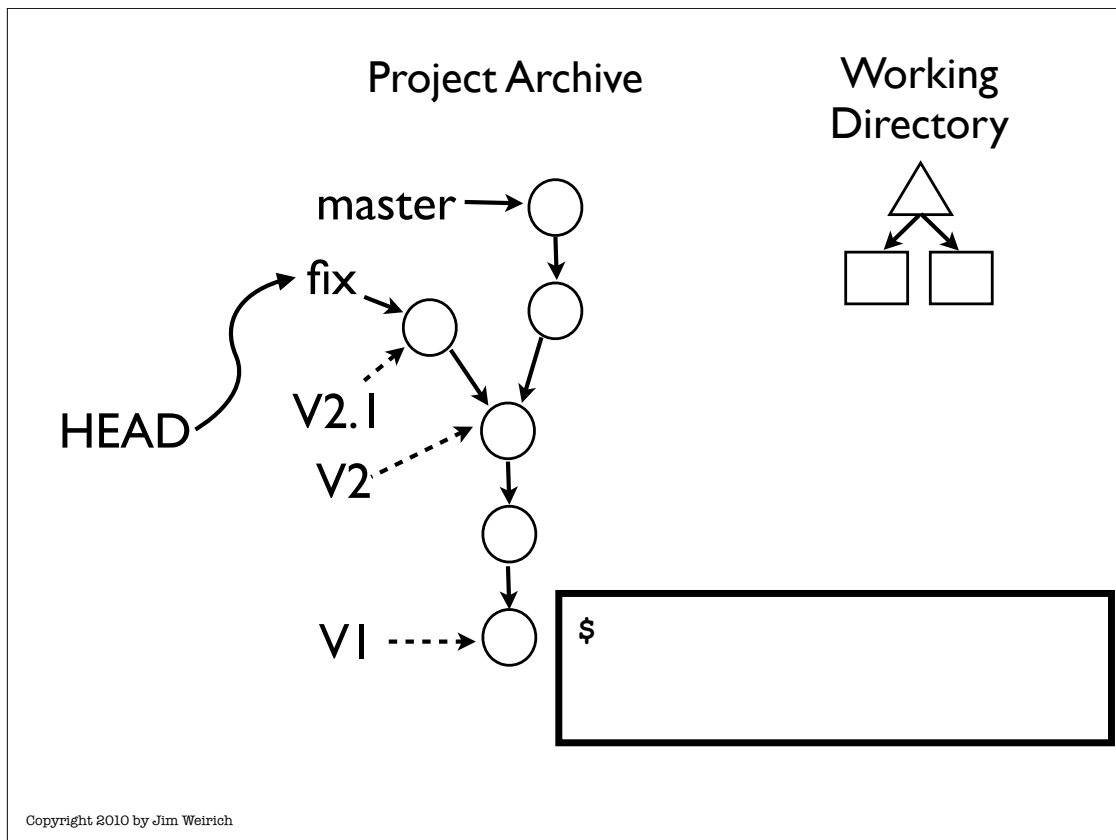 Project Archive
Working
Directory
master
fix
V2.1
HEAD
V2
V1
$
Copyright 2010 by Jim Weirich